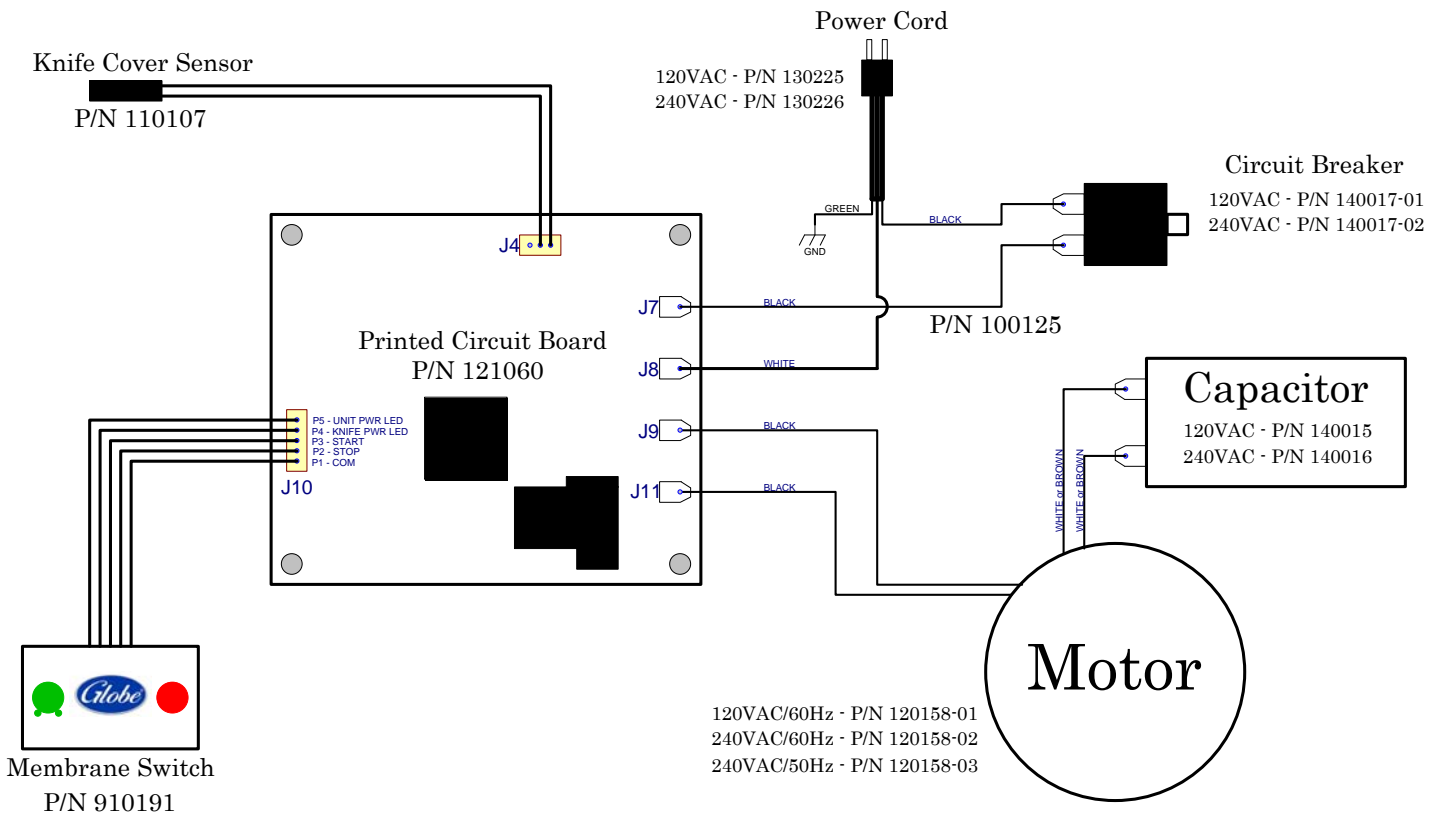 Power Cord
120VAC - P/N 130225
240VAC - P/N 130226
Knife Cover Sensor
P/N 110107
Circuit Breaker
120VAC - P/N 140017-01
240VAC - P/N 140017-02
GREEN
GND
BLACK
J4
J7
BLACK
P/N 100125
Printed Circuit Board
P/N 121060
J8
WHITE
J9
BLACK
J11
BLACK
P5 - UNIT PWR LED
P4 - KNIFE PWR LED
P3 - START
P2 - STOP
P1 - COM
J10
Capacitor
120VAC - P/N 140015
240VAC - P/N 140016
WHITE or BROWN
WHITE or BROWN
Motor
120VAC/60Hz - P/N 120158-01
240VAC/60Hz - P/N 120158-02
240VAC/50Hz - P/N 120158-03
Globe
Membrane Switch
P/N 910191